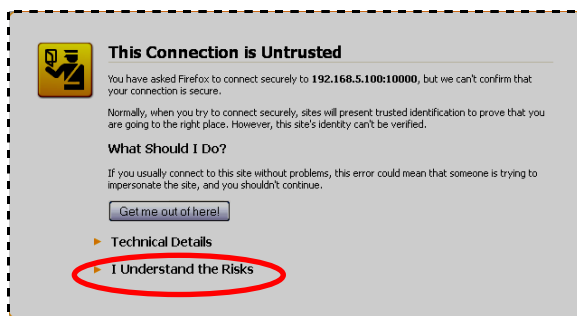 This Connection is Untrusted
You have asked Firefox to connect securely to 192.168.5.100:10000, but we can't confirm that
your connection is secure.
Normally, when you try to connect securely, sites will present trusted identification to prove that you
are going to the right place. However, this site's identity can't be verified.
What Should I Do?
If you usually connect to this site without problems, this error could mean that someone is trying to
impersonate the site, and you shouldn't continue.
Get me out of here!
Technical Details
I Understand the Risks